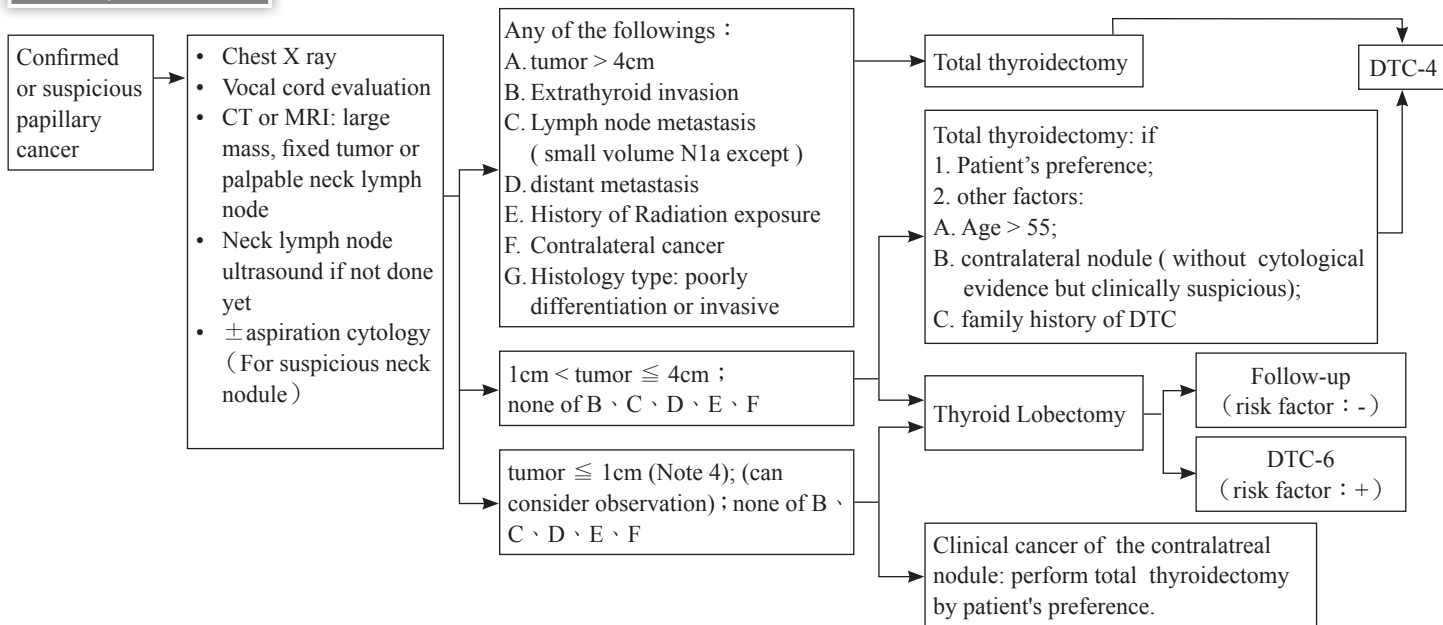 Confirmed
or suspicious
papillary
cancer
• Chest X ray
• Vocal cord evaluation
• CT or MRI: large
mass, fixed tumor or
palpable neck lymph
node
• Neck lymph node
ultrasound if not done
yet
• ±aspiration cytology
（For suspicious neck
nodule）
Any of the followings：
A. tumor > 4cm
B. Extrathyroid invasion
C. Lymph node metastasis
( small volume N1a except )
D. distant metastasis
E. History of Radiation exposure
F. Contralateral cancer
G. Histology type: poorly
differentiation or invasive
1cm < tumor ≦ 4cm；
none of B、C、D、E、F
tumor ≦ 1cm (Note 4); (can
consider observation)；none of B、
C、D、E、F
Total thyroidectomy
Total thyroidectomy: if
1. Patient’s preference;
2. other factors:
A. Age > 55;
B. contralateral nodule ( without cytological
evidence but clinically suspicious);
C. family history of DTC
Thyroid Lobectomy
Clinical cancer of the contralatreal
nodule: perform total thyroidectomy
by patient's preference.
DTC-4
Follow-up
（risk factor：-）
DTC-6
（risk factor：+）